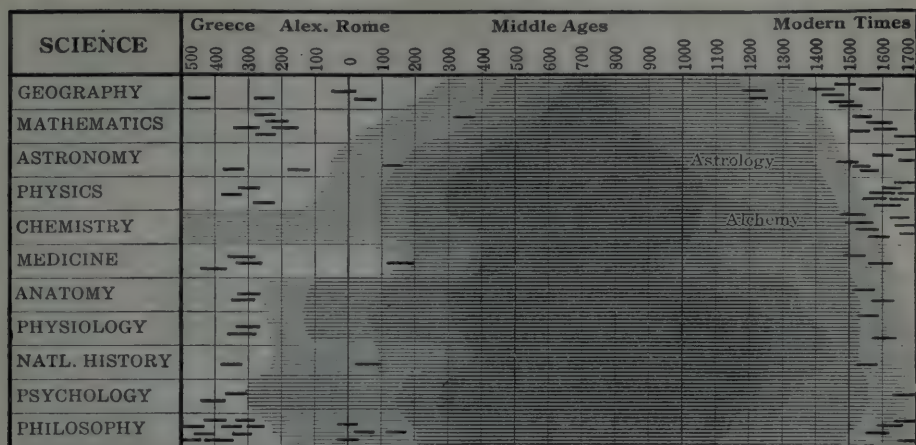 Greece Alex. Rome Middle Ages Modern Times
SCIENCE
500 400 300 200 100 0 100 200 300 400 500 600 700 800 900 1000 1100 1200 1300 1400 1500 1600 1700
GEOGRAPHY
MATHEMATICS
ASTRONOMY
Astrology
PHYSICS
CHEMISTRY
Alchemy
MEDICINE
ANATOMY
PHYSIOLOGY
NATL. HISTORY
PSYCHOLOGY
PHILOSOPHY